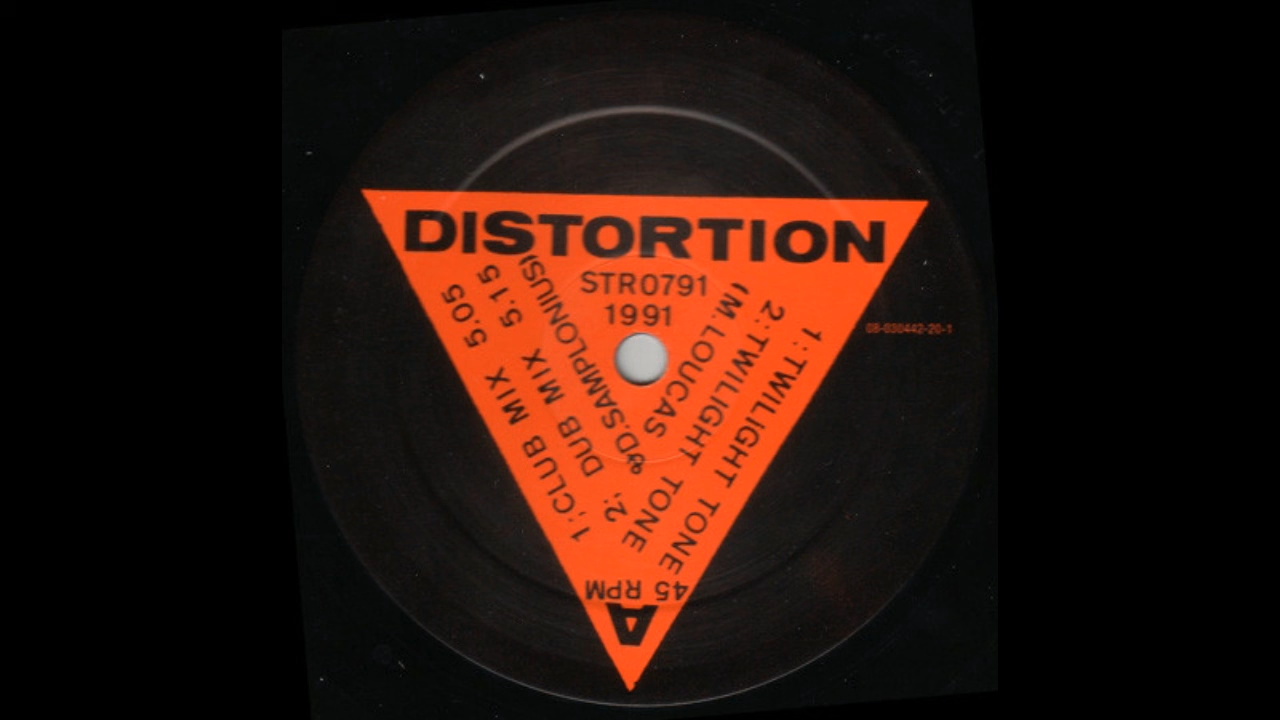 DISTORTION
STR0791
1991
1:TWILIGHT TONE
2:TWILIGHT TONE
(M.LOUCAS
&D.SAMPLONIUS)
1;CLUB MIX 5.05
2; DUB MIX 5.15
45 RPM
A
08-030442-20-1